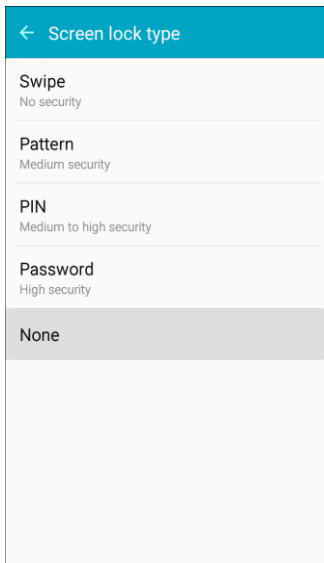 Screen lock type
Swipe
No security
Pattern
Medium security
PIN
Medium to high security
Password
High security
None